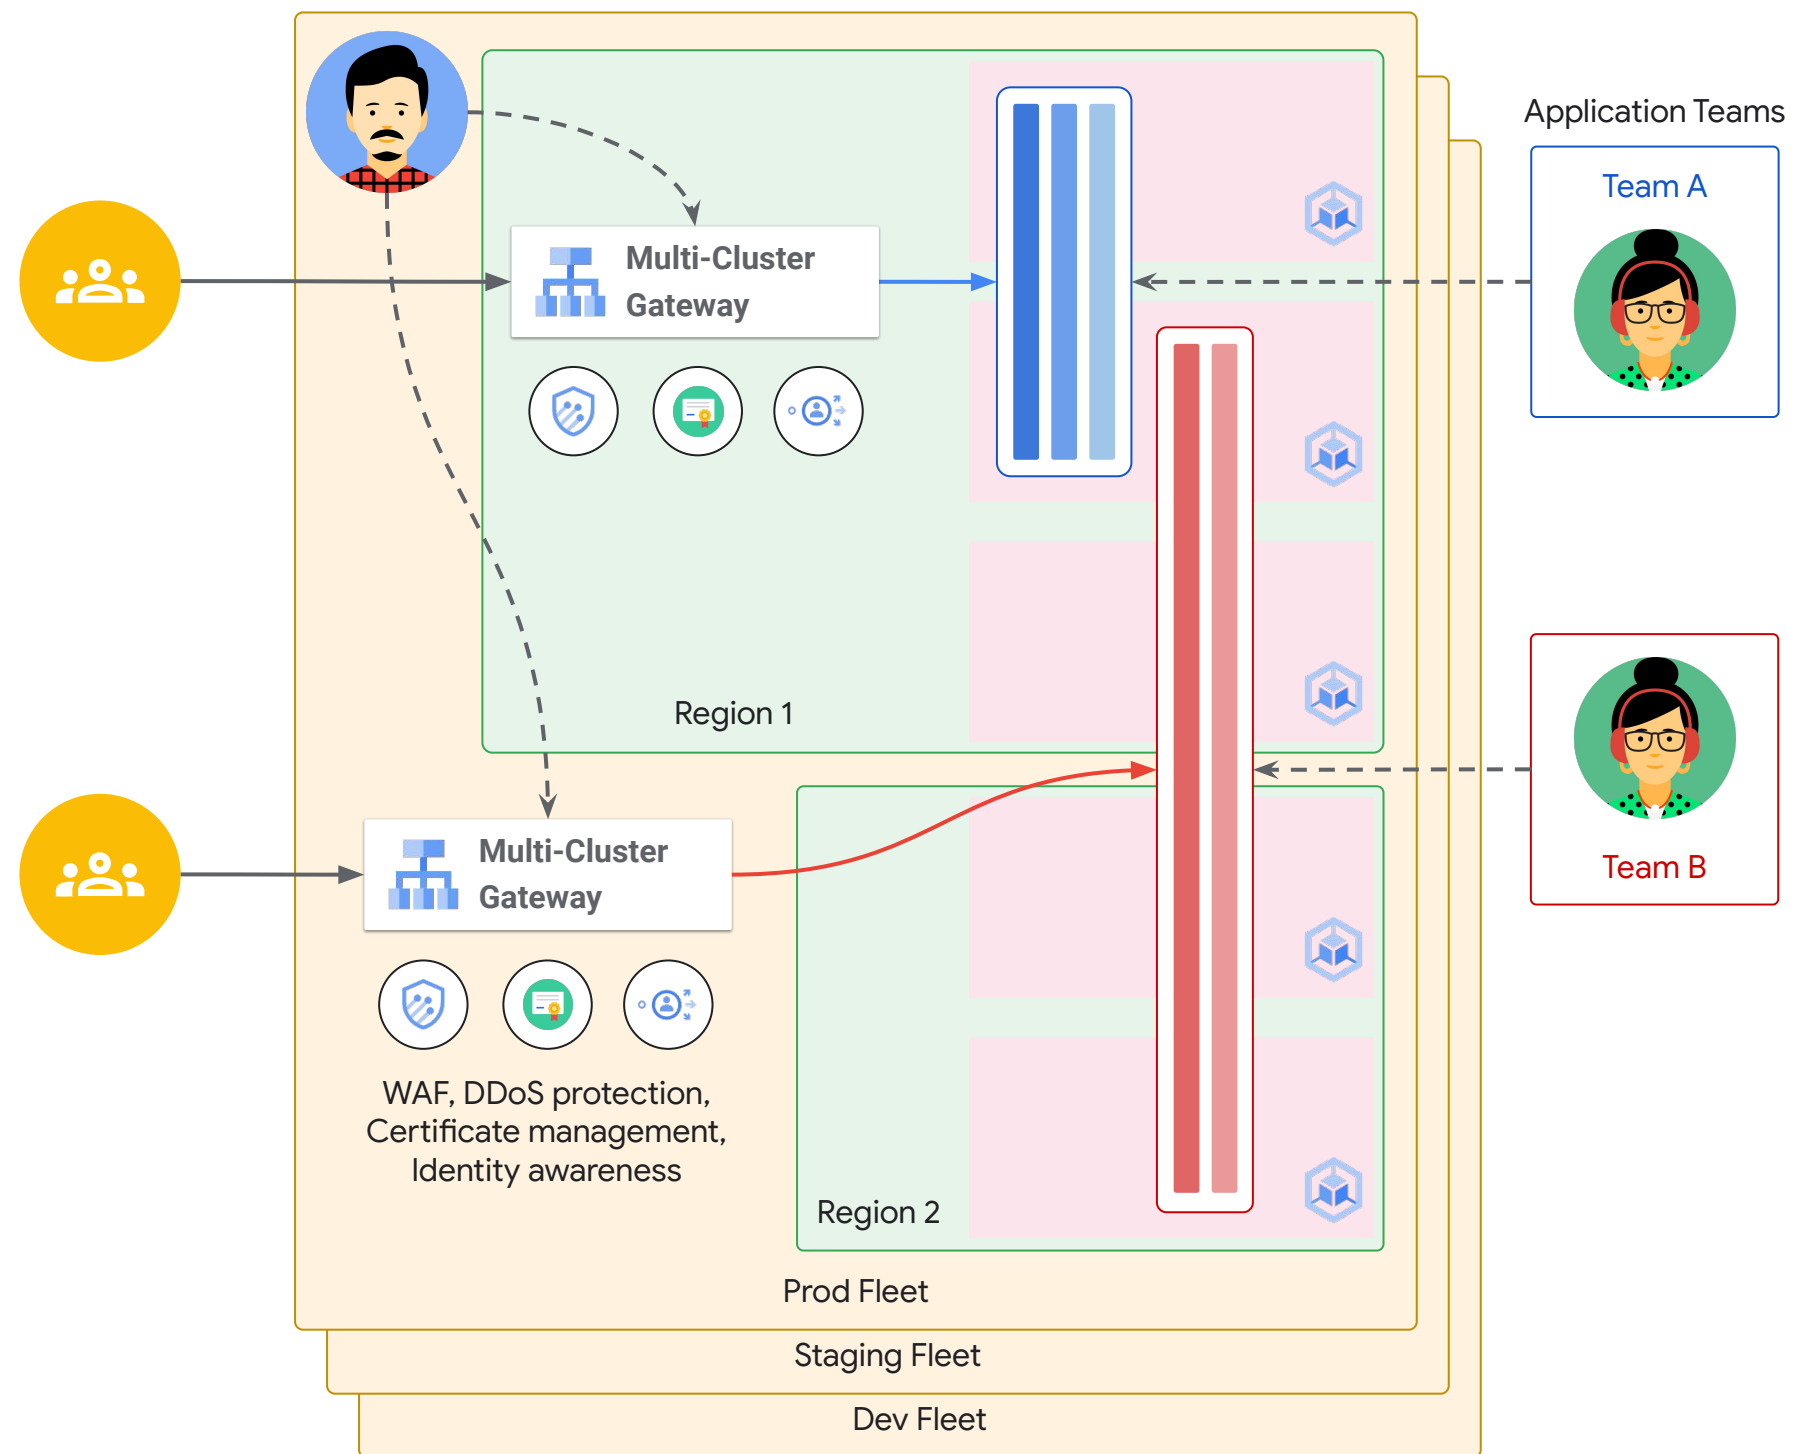 Application Teams
Team A
Multi-Cluster
Gateway
Region 1
Multi-Cluster
Gateway
Team B
WAF, DDoS protection,
Certificate management,
Identity awareness
Region 2
Prod Fleet
Staging Fleet
Dev Fleet